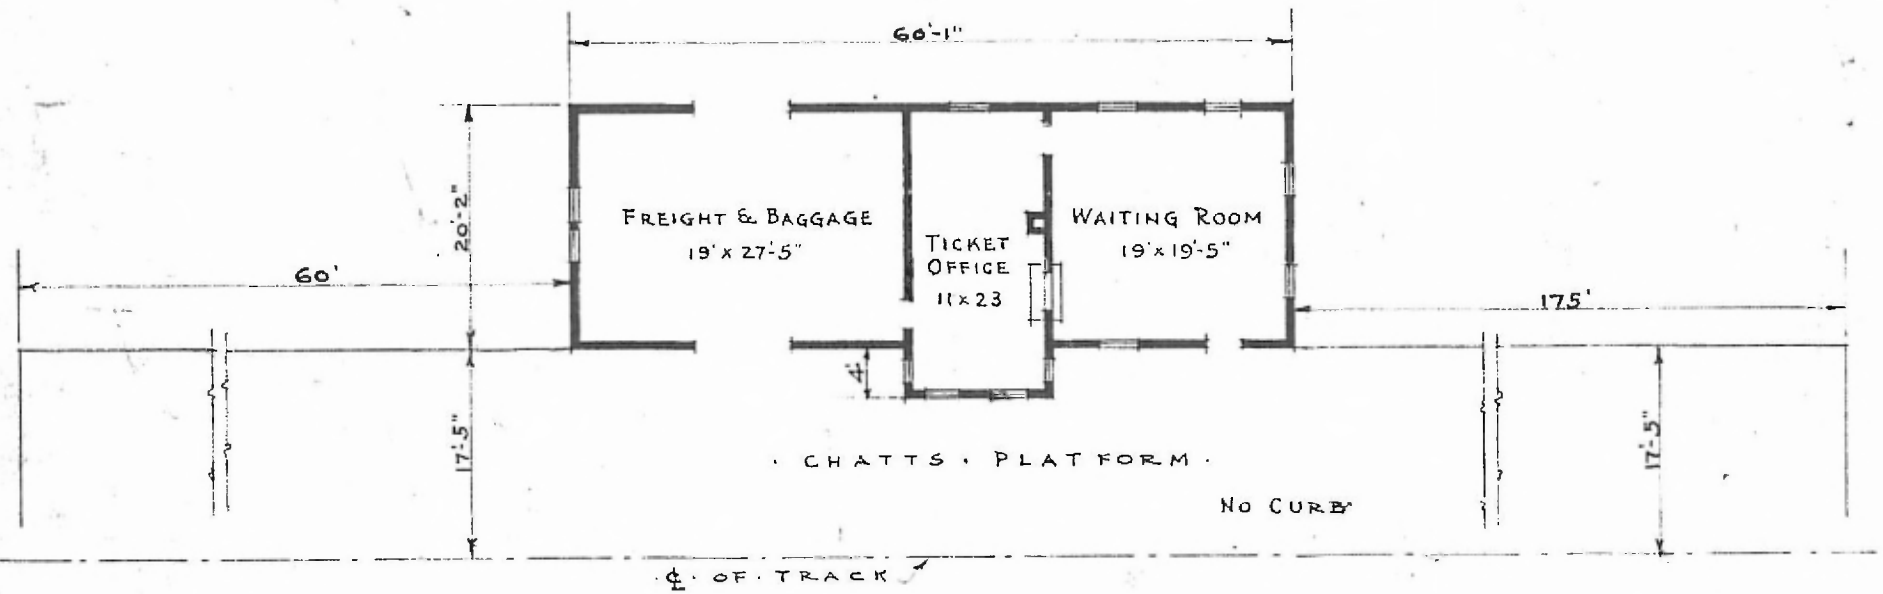 60'-1"
20'-2"
FREIGHT & BAGGAGE
19' x 27'-5"
TICKET
OFFICE
11 x 23
WAITING ROOM
19' x 19'-5"
60'
175'
4'
17'-5"
17'-5"
· CHATTS · PLATFORM ·
NO CURB
· ℄ · OF · TRACK